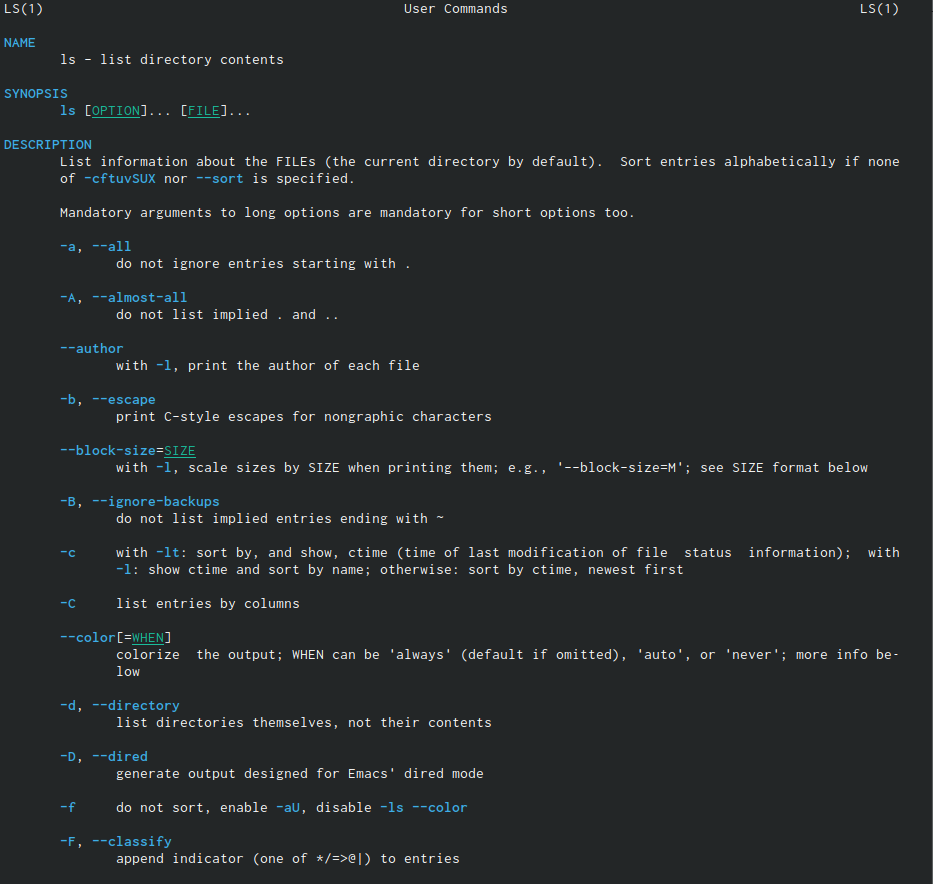 LS(1) User Commands LS(1)
NAME
ls - list directory contents
SYNOPSIS
ls [OPTION]... [FILE]...
DESCRIPTION
List information about the FILEs (the current directory by default).  Sort entries alphabetically if none
of -cftuvSUX nor --sort is specified.
Mandatory arguments to long options are mandatory for short options too.
-a, --all
do not ignore entries starting with .
-A, --almost-all
do not list implied . and ..
--author
with -l, print the author of each file
-b, --escape
print C-style escapes for nongraphic characters
--block-size=SIZE
with -l, scale sizes by SIZE when printing them; e.g., '--block-size=M'; see SIZE format below
-B, --ignore-backups
do not list implied entries ending with ~
-c with -lt: sort by, and show, ctime (time of last modification of file  status  information);  with
-l: show ctime and sort by name; otherwise: sort by ctime, newest first
-C list entries by columns
--color[=WHEN]
colorize  the output; WHEN can be 'always' (default if omitted), 'auto', or 'never'; more info be-
low
-d, --directory
list directories themselves, not their contents
-D, --dired
generate output designed for Emacs' dired mode
-f do not sort, enable -aU, disable -ls --color
-F, --classify
append indicator (one of */=>@|) to entries